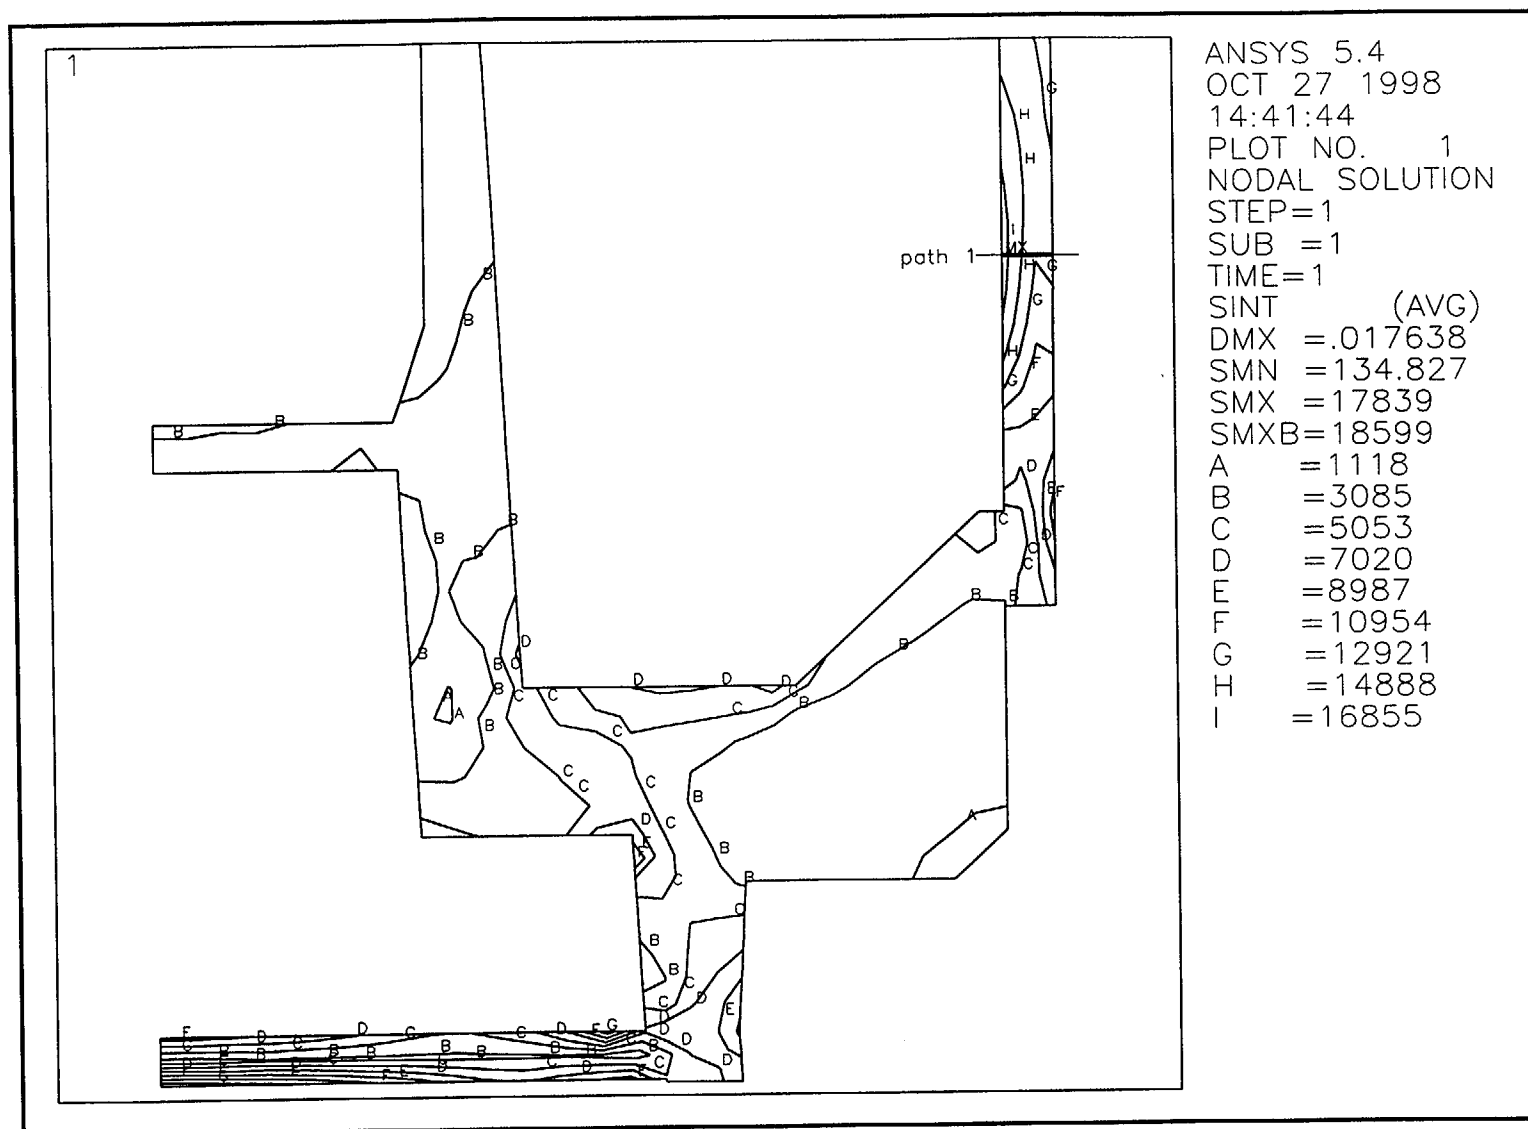 1
ANSYS 5.4
OCT 27 1998
14:41:44
PLOT NO. 1
NODAL SOLUTION
STEP=1
SUB =1
TIME=1
SINT (AVG)
DMX =.017638
SMN =134.827
SMX =17839
SMXB=18599
A =1118
B =3085
C =5053
D =7020
E =8987
F =10954
G =12921
H =14888
I =16855
path 1
MX
G
H
H
I
H
G
G
H
F
G
E
D
E
F
D
C
C
C
B
B
B
B
B
B
B
B
B
B
B
B
D
D
B
B
C
C
D
D
D
C
C
B
C
A
A
B
C
C
C
B
D
C
B
B
C
A
B
B
C
D
E
C
D
D
D
D